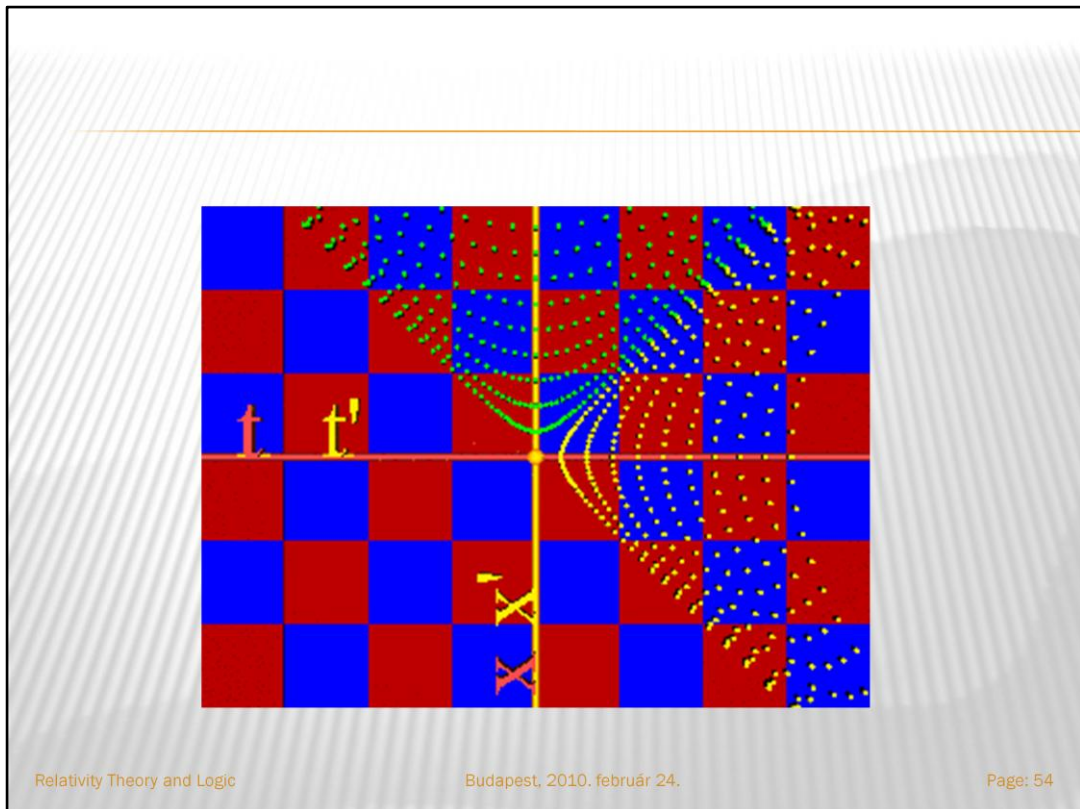 t t'
x'
x
Relativity Theory and Logic
Budapest, 2010. február 24.
Page: 54